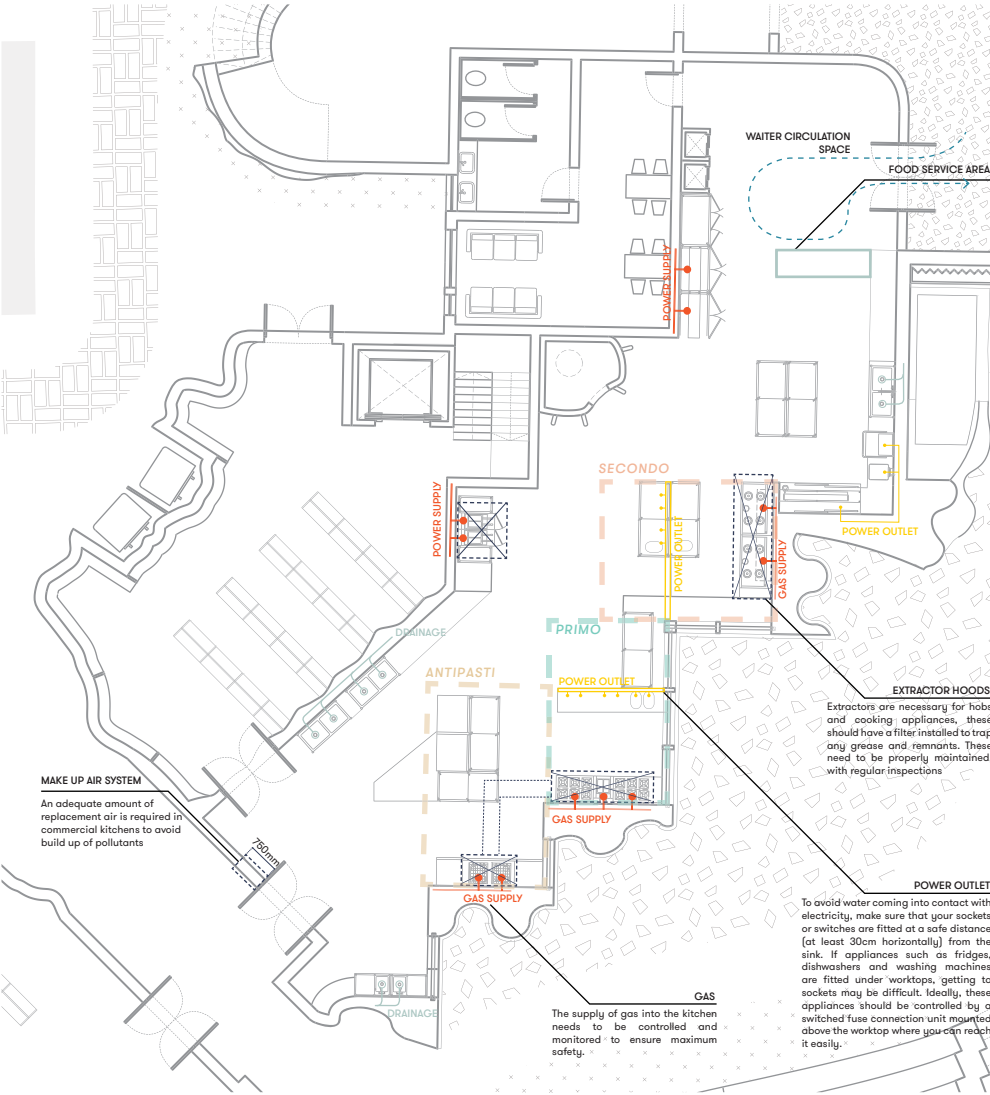 WAITER CIRCULATION
SPACE
FOOD SERVICE AREA
POWER SUPPLY
SECONDO
POWER SUPPLY
POWER OUTLET
GAS SUPPLY
POWER OUTLET
DRAINAGE
PRIMO
ANTIPASTI
POWER OUTLET
EXTRACTOR HOODS
Extractors are necessary for hobs
and cooking appliances, these
should have a filter installed to trap
any grease and remnants. These
need to be properly maintained
with regular inspections
MAKE UP AIR SYSTEM
An adequate amount of
replacement air is required in
commercial kitchens to avoid
build up of pollutants
750mm
GAS SUPPLY
GAS SUPPLY
POWER OUTLET
To avoid water coming into contact with
electricity, make sure that your sockets
or switches are fitted at a safe distance
(at least 30cm horizontally) from the
sink. If appliances such as fridges,
dishwashers and washing machines
are fitted under worktops, getting to
sockets may be difficult. Ideally, these
appliances should be controlled by a
switched fuse connection unit mounted
above the worktop where you can reach
it easily.
GAS
The supply of gas into the kitchen
needs to be controlled and
monitored to ensure maximum
safety.
DRAINAGE